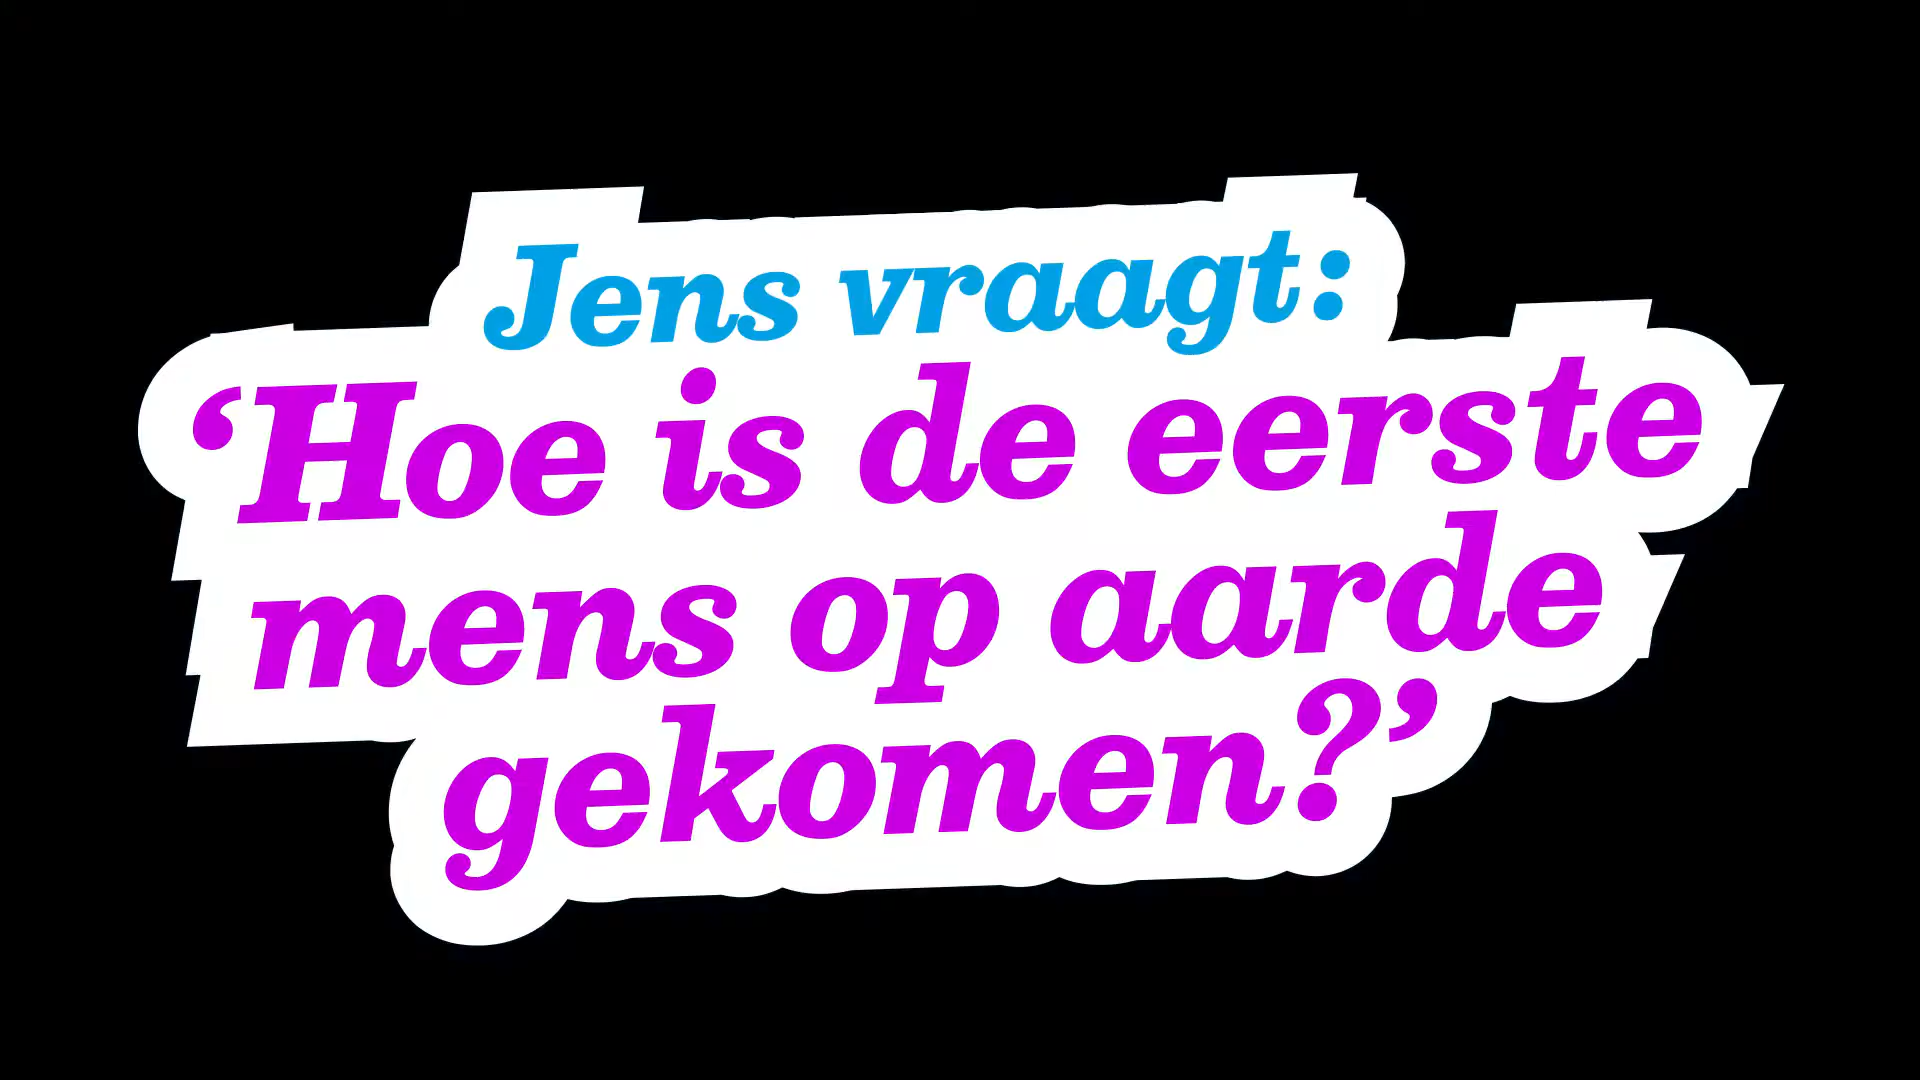 Jens vraagt:
‘Hoe is de eerste
mens op aarde
gekomen?’